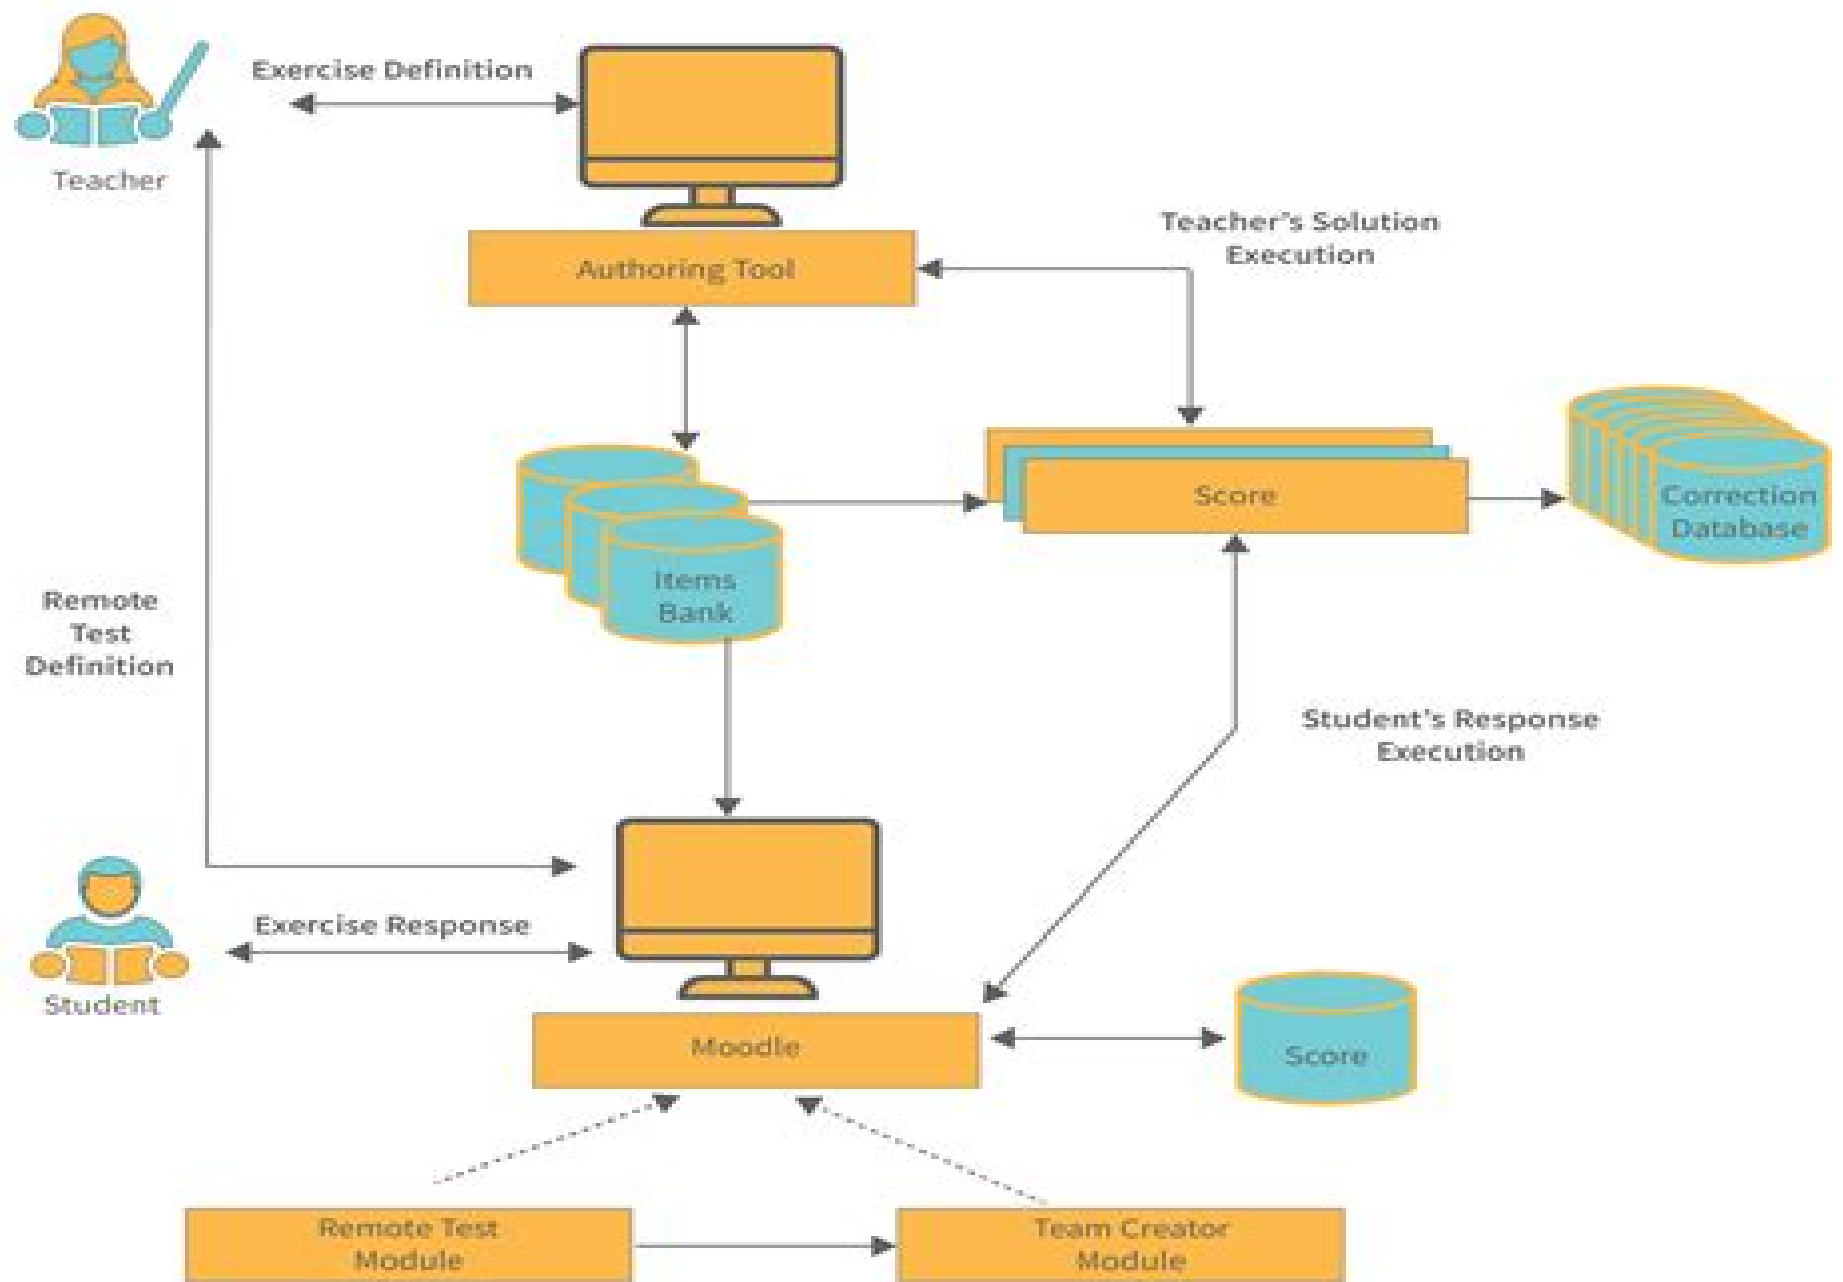 Exercise Definition
Teacher
Authoring Tool
Teacher's Solution
Execution
Score
Correction
Database
Items
Bank
Remote
Test
Definition
Student's Response
Execution
Exercise Response
Student
Moodle
Score
Remote Test
Module
Team Creator
Module